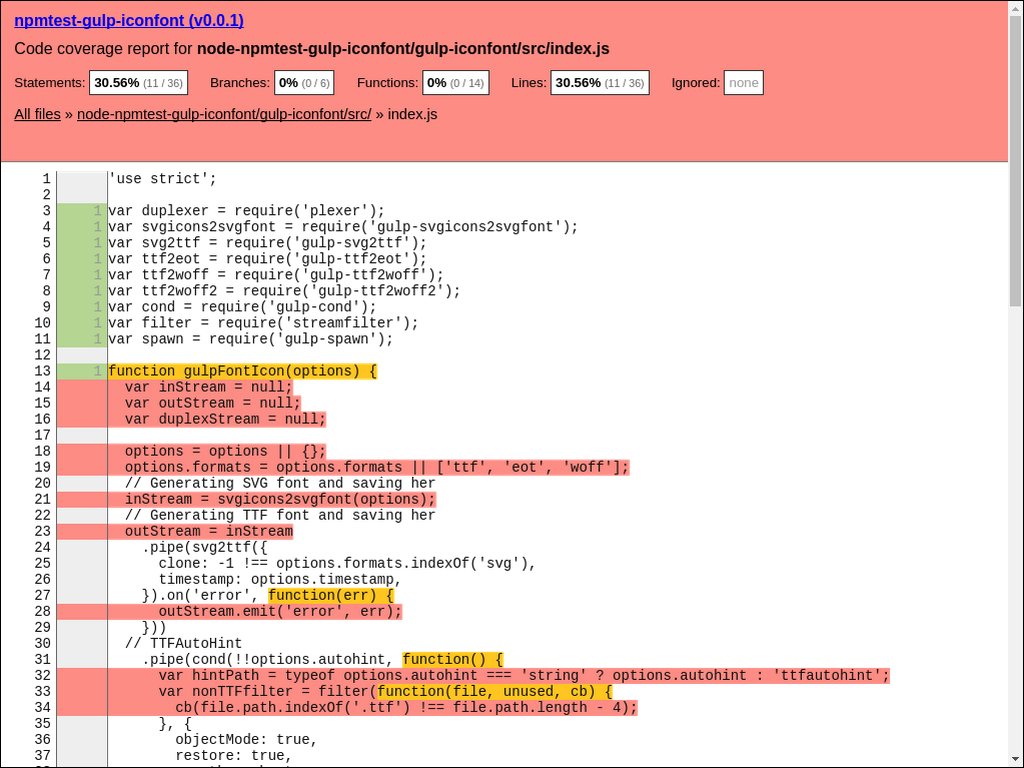 npmtest-gulp-iconfont (v0.0.1)
Code coverage report for node-npmtest-gulp-iconfont/gulp-iconfont/src/index.js
Statements: 30.56% (11 / 36) Branches: 0% (0 / 6) Functions: 0% (0 / 14) Lines: 30.56% (11 / 36) Ignored: none
All files » node-npmtest-gulp-iconfont/gulp-iconfont/src/ » index.js
1 'use strict';
2
3 1 var duplexer = require('plexer');
4 1 var svgicons2svgfont = require('gulp-svgicons2svgfont');
5 1 var svg2ttf = require('gulp-svg2ttf');
6 1 var ttf2eot = require('gulp-ttf2eot');
7 1 var ttf2woff = require('gulp-ttf2woff');
8 1 var ttf2woff2 = require('gulp-ttf2woff2');
9 1 var cond = require('gulp-cond');
10 1 var filter = require('streamfilter');
11 1 var spawn = require('gulp-spawn');
12
13 1 function gulpFontIcon(options) {
14 var inStream = null;
15 var outStream = null;
16 var duplexStream = null;
17
18 options = options || {};
19 options.formats = options.formats || ['ttf', 'eot', 'woff'];
20 // Generating SVG font and saving her
21 inStream = svgicons2svgfont(options);
22 // Generating TTF font and saving her
23 outStream = inStream
24 .pipe(svg2ttf({
25 clone: -1 !== options.formats.indexOf('svg'),
26 timestamp: options.timestamp,
27 }).on('error', function(err) {
28 outStream.emit('error', err);
29 }))
30 // TTFAutoHint
31 .pipe(cond(!!options.autohint, function() {
32 var hintPath = typeof options.autohint === 'string' ? options.autohint : 'ttfautohint';
33 var nonTTFfilter = filter(function(file, unused, cb) {
34 cb(file.path.indexOf('.ttf') !== file.path.length - 4);
35 }, {
36 objectMode: true,
37 restore: true,